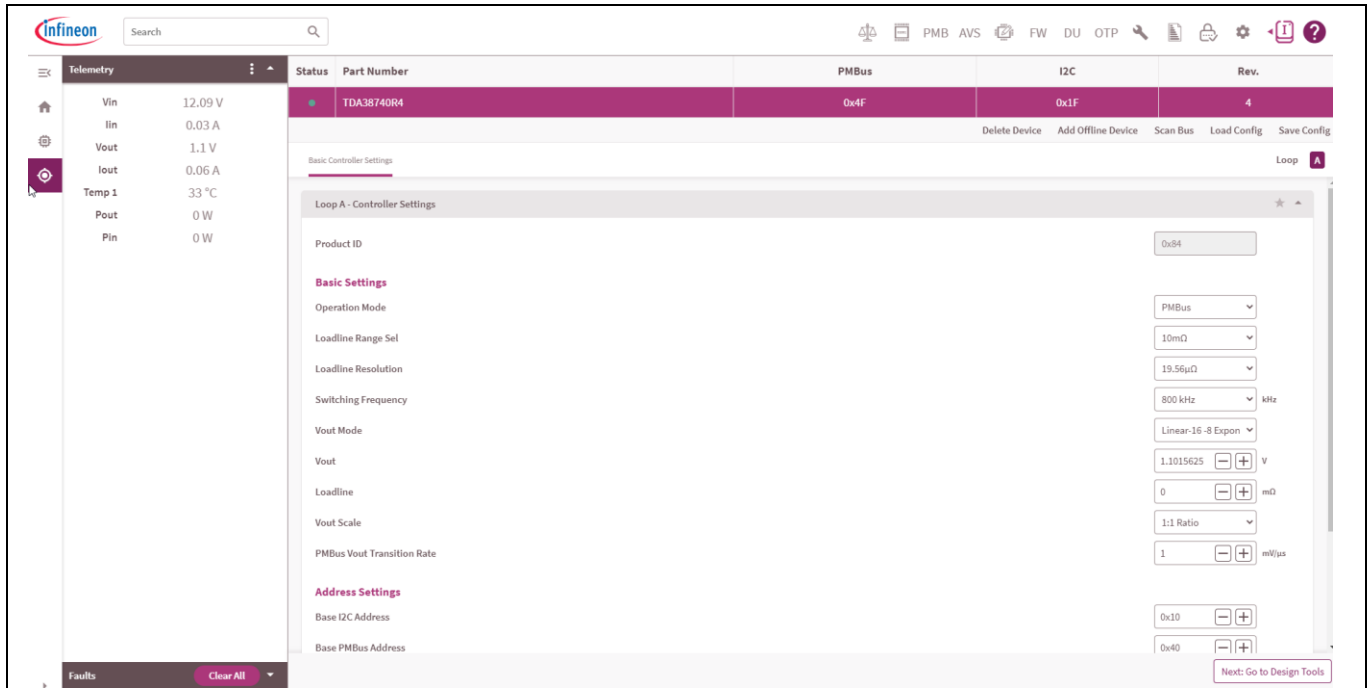 infineon
Search
PMB AVS FW DU OTP
Telemetry
Vin 12.09 V
Iin 0.03 A
Vout 1.1 V
Iout 0.06 A
Temp 1 33 °C
Pout 0 W
Pin 0 W
Faults Clear All
Status Part Number PMBus I2C Rev.
TDA38740R4 0x4F 0x1F 4
Delete Device Add Offline Device Scan Bus Load Config Save Config
Basic Controller Settings Loop A
Loop A - Controller Settings
Product ID 0x84
Basic Settings
Operation Mode PMBus
Loadline Range Sel 10mΩ
Loadline Resolution 19.56µΩ
Switching Frequency 800 kHz kHz
Vout Mode Linear-16 -8 Expon
Vout 1.1015625 V
Loadline 0 mΩ
Vout Scale 1:1 Ratio
PMBus Vout Transition Rate 1 mV/µs
Address Settings
Base I2C Address 0x10
Base PMBus Address 0x40
Next: Go to Design Tools